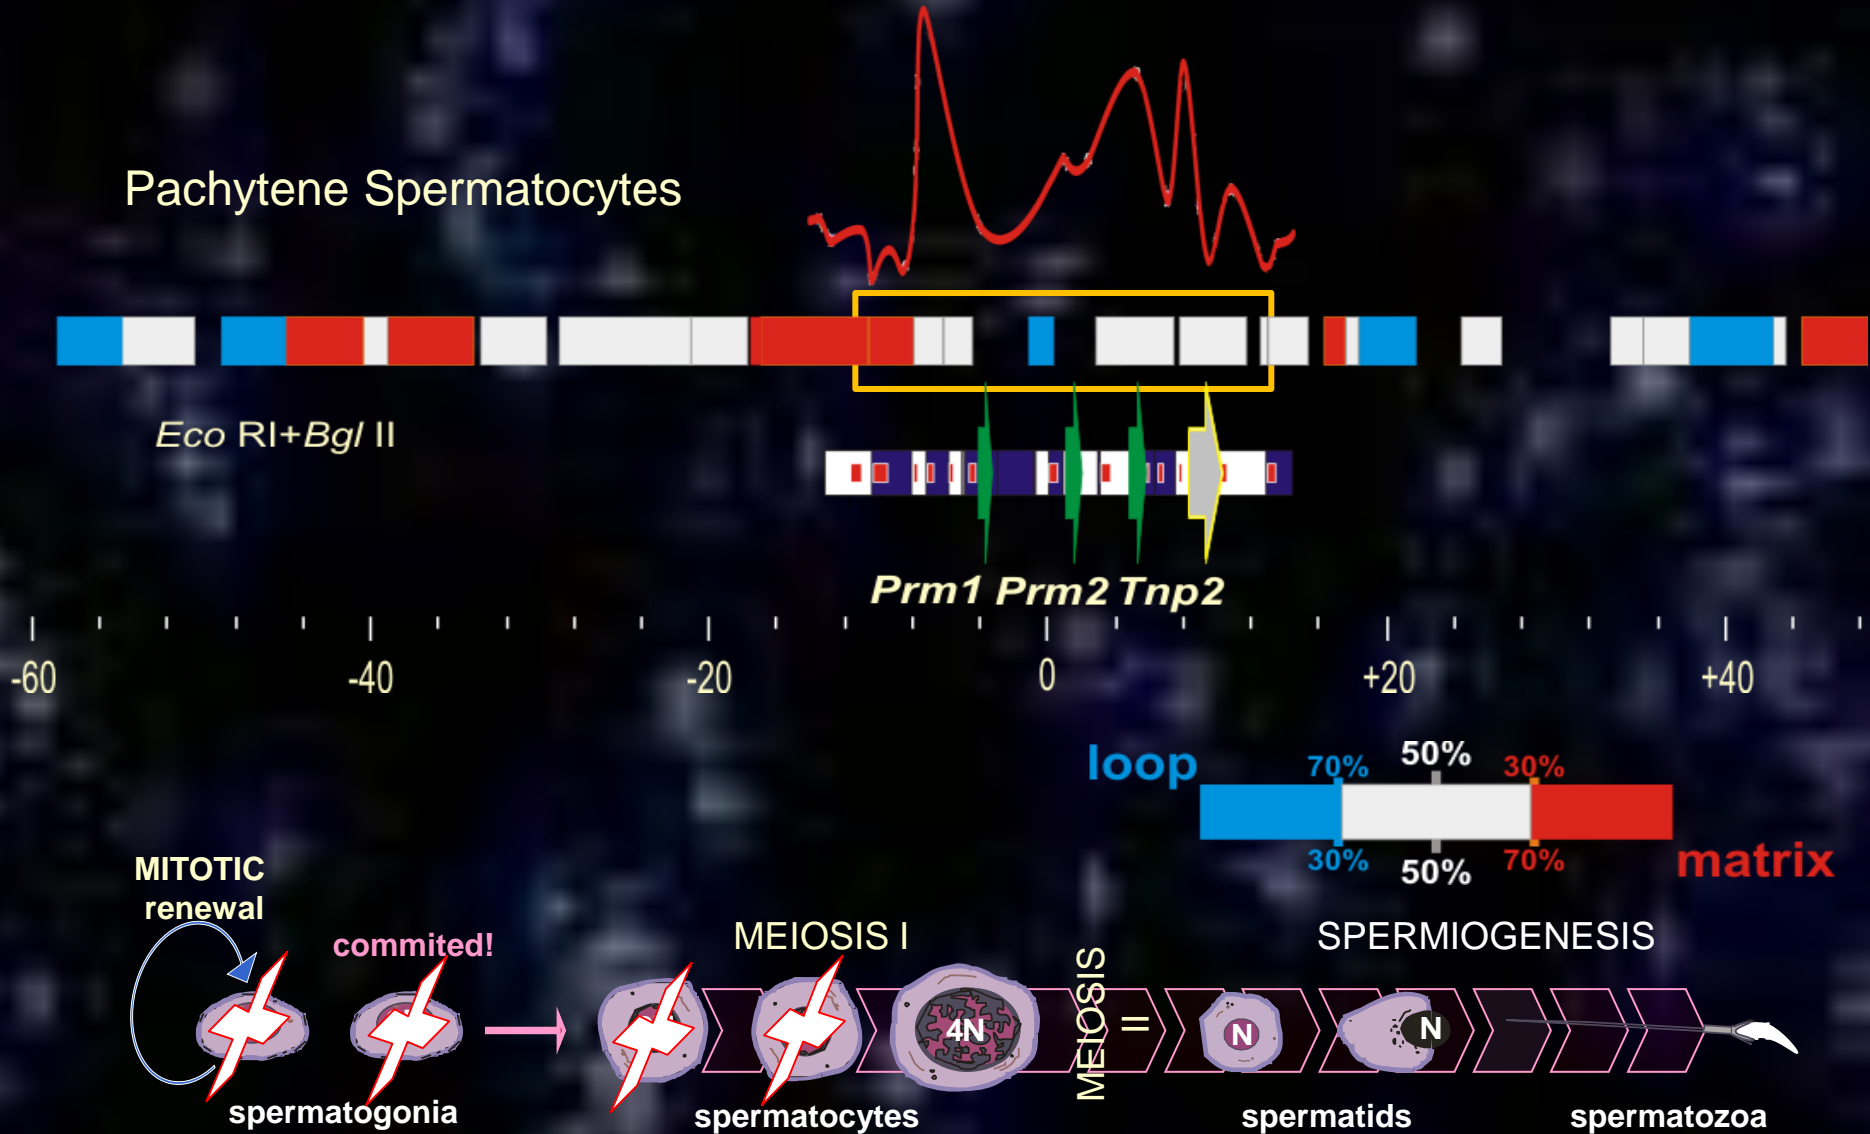 Pachytene Spermatocytes
Eco RI+Bgl II
Prm1 Prm2 Tnp2
-60 -40 -20 0 +20 +40
loop 70% 50% 30%
30% 50% 70% matrix
MITOTIC
renewal
commited!
MEIOSIS I
MEIOSIS
=
SPERMIOGENESIS
4N
N
N
spermatogonia
spermatocytes
spermatids
spermatozoa